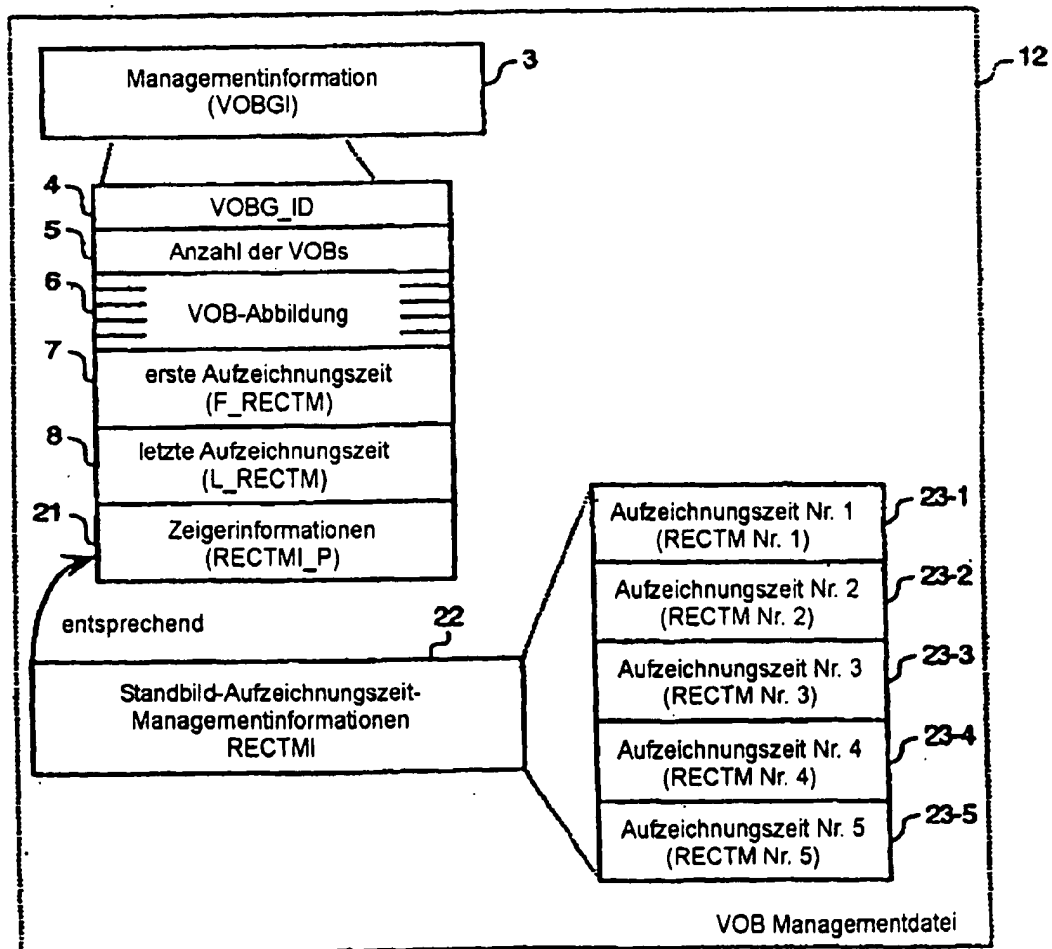 Managementinformation
(VOBGI)
3
12
4
VOBG_ID
5
Anzahl der VOBs
6
VOB-Abbildung
7
erste Aufzeichnungszeit
(F_RECTM)
8
letzte Aufzeichnungszeit
(L_RECTM)
21
Zeigerinformationen
(RECTMI_P)
entsprechend
22
Standbild-Aufzeichnungszeit-
Managementinformationen
RECTMI
Aufzeichnungszeit Nr. 1
(RECTM Nr. 1)
23-1
Aufzeichnungszeit Nr. 2
(RECTM Nr. 2)
23-2
Aufzeichnungszeit Nr. 3
(RECTM Nr. 3)
23-3
Aufzeichnungszeit Nr. 4
(RECTM Nr. 4)
23-4
Aufzeichnungszeit Nr. 5
(RECTM Nr. 5)
23-5
VOB Managementdatei